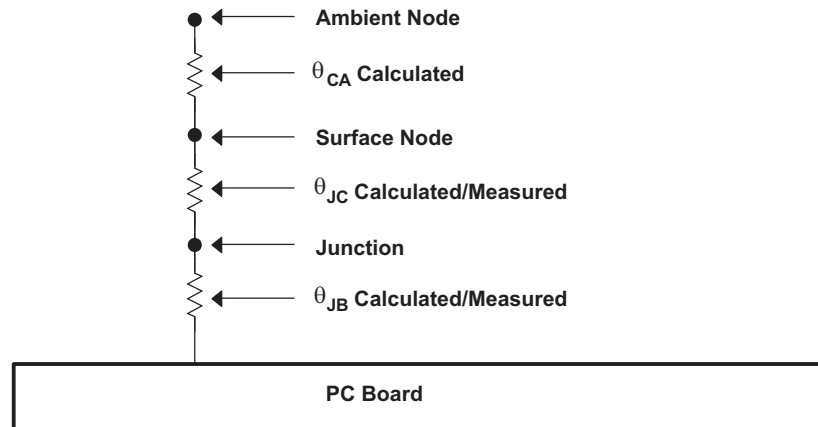 Ambient Node
θCA Calculated
Surface Node
θJC Calculated/Measured
Junction
θJB Calculated/Measured
PC Board